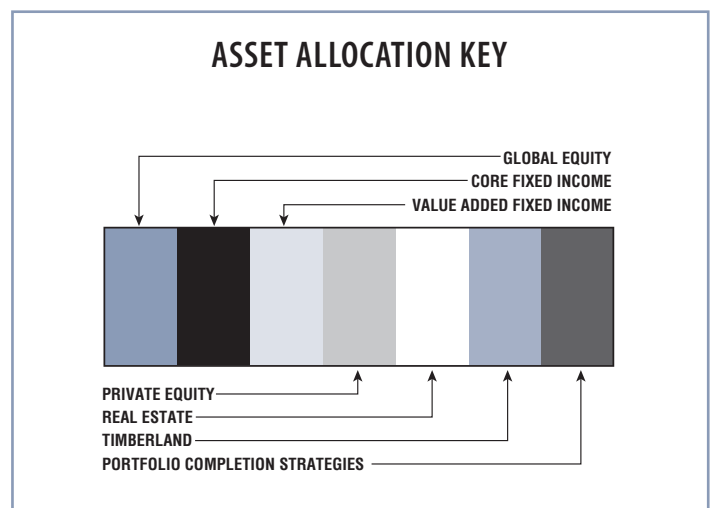 ASSET ALLOCATION KEY
GLOBAL EQUITY
CORE FIXED INCOME
VALUE ADDED FIXED INCOME
PRIVATE EQUITY
REAL ESTATE
TIMBERLAND
PORTFOLIO COMPLETION STRATEGIES